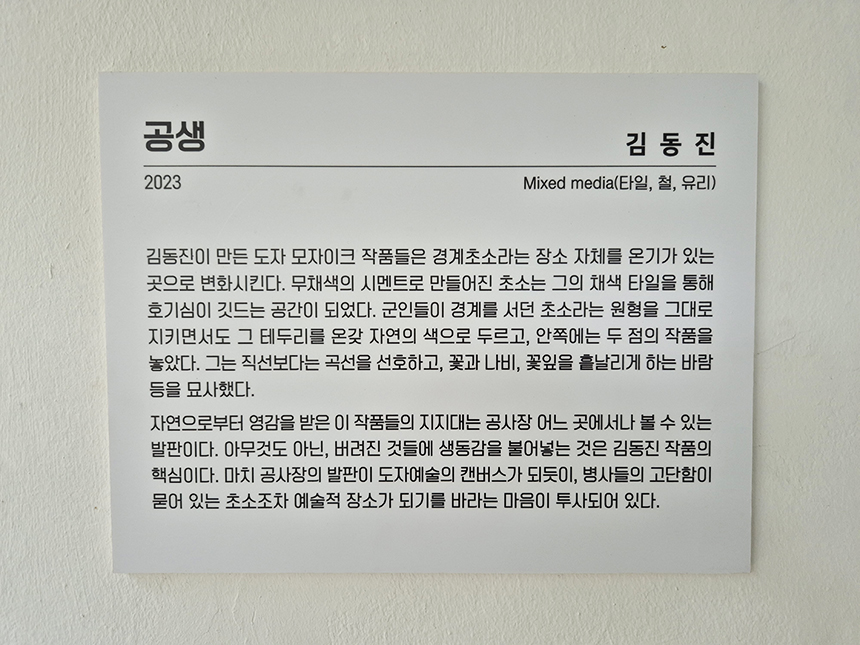 공생
김 동 진
2023
Mixed media(타일, 철, 유리)
김동진이 만든 도자 모자이크 작품들은 경계초소라는 장소 자체를 온기가 있는
곳으로 변화시킨다. 무채색의 시멘트로 만들어진 초소는 그의 채색 타일을 통해
호기심이 깃드는 공간이 되었다. 군인들이 경계를 서던 초소라는 원형을 그대로
지키면서도 그 테두리를 온갖 자연의 색으로 두르고, 안쪽에는 두 점의 작품을
놓았다. 그는 직선보다는 곡선을 선호하고, 꽃과 나비, 꽃잎을 흩날리게 하는 바람
등을 묘사했다.
자연으로부터 영감을 받은 이 작품들의 지지대는 공사장 어느 곳에서나 볼 수 있는
발판이다. 아무것도 아닌, 버려진 것들에 생동감을 불어넣는 것은 김동진 작품의
핵심이다. 마치 공사장의 발판이 도자예술의 캔버스가 되듯이, 병사들의 고단함이
묻어 있는 초소조차 예술적 장소가 되기를 바라는 마음이 투사되어 있다.